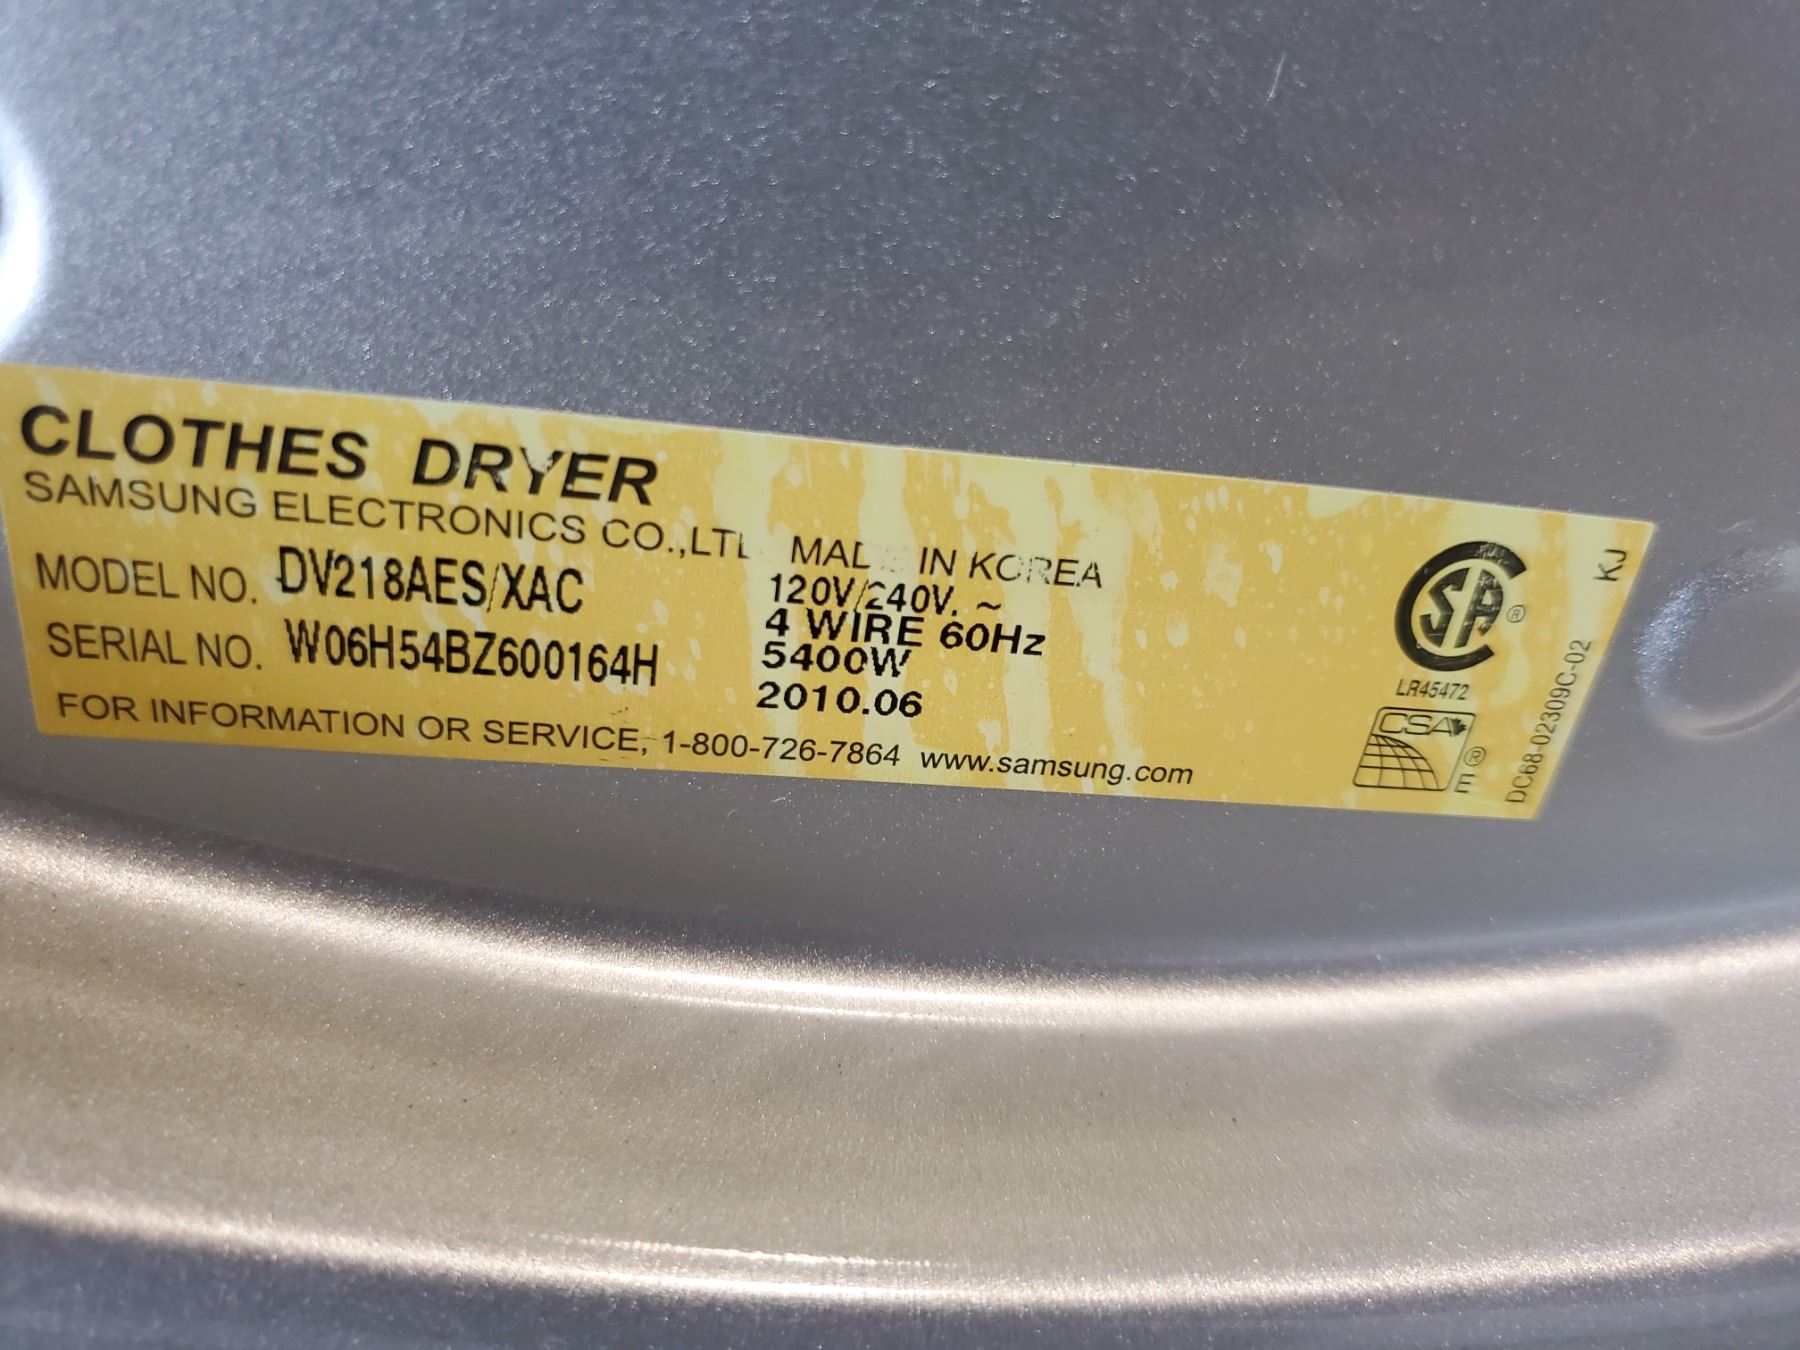 CLOTHES DRYER
SAMSUNG ELECTRONICS CO.,LT
IN KOREA
MODEL NO. DV218AES/XAC
120V/240V. ~
4 WIRE 60Hz
SERIAL NO. W06H54BZ600164H
5400W
2010.06
FOR INFORMATION OR SERVICE, 1-800-726-7864 www.samsung.com
CSA ®
LR45472
CSA ®
E
DC68-02309C-02 KJ